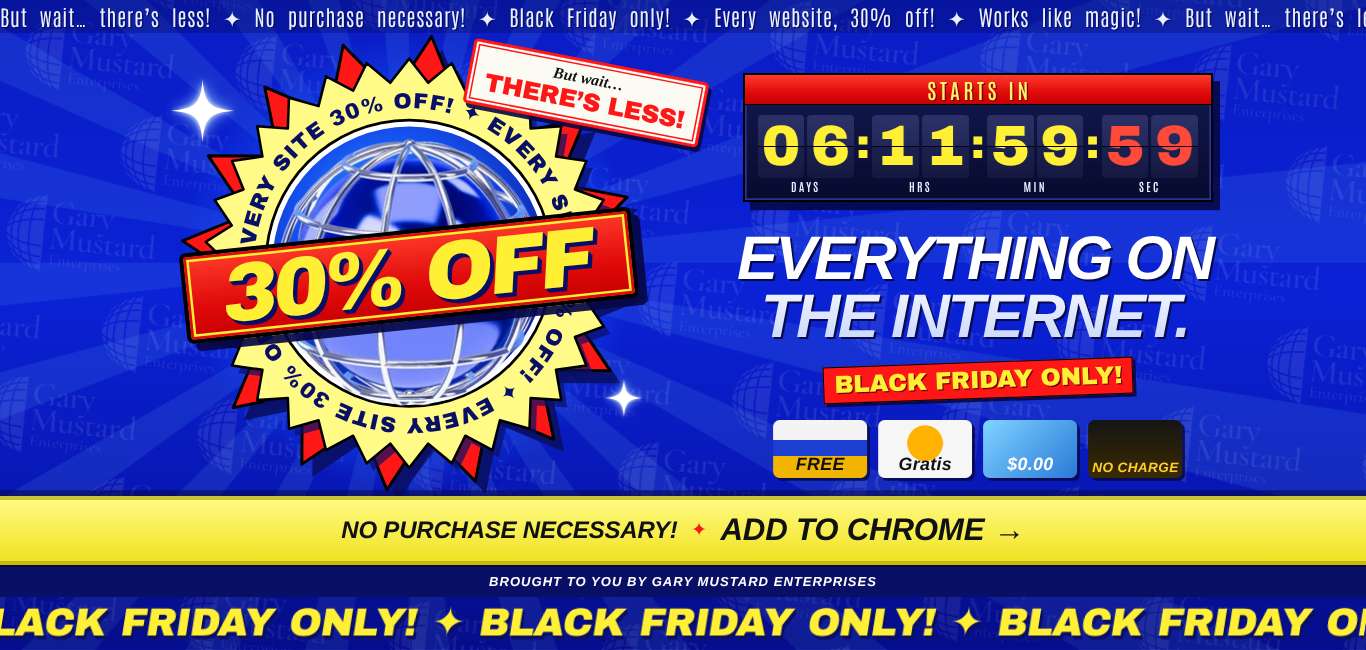 But wait… there's less! ✦ No purchase necessary! ✦ Black Friday only! ✦ Every website, 30% off! ✦ Works like magic! ✦ But wait… there's l
But wait…
THERE'S LESS!
EVERY SITE 30% OFF! ✦ EVERY SITE 30% OFF! ✦
30% OFF
STARTS IN
06:11:59:59
DAYS HRS MIN SEC
EVERYTHING ON
THE INTERNET.
BLACK FRIDAY ONLY!
FREE Gratis $0.00 NO CHARGE
NO PURCHASE NECESSARY! ✦ ADD TO CHROME →
BROUGHT TO YOU BY GARY MUSTARD ENTERPRISES
LACK FRIDAY ONLY! ✦ BLACK FRIDAY ONLY! ✦ BLACK FRIDAY O
Gary
Mustard
Enterprises